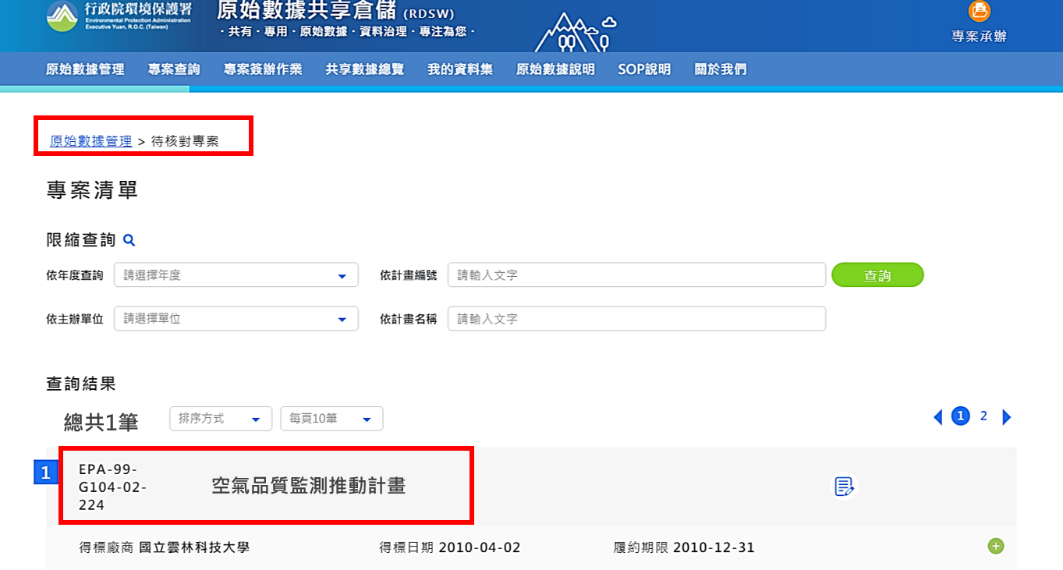 行政院環境保護署
Environmental Protection Administration
Executive Yuan, R.O.C. (Taiwan)
原始數據共享倉儲 (RDSW)
・共有・專用・原始數據・資料治理・專注為您・
專案承辦
原始數據管理 專案查詢 專案簽辦作業 共享數據總覽 我的資料集 原始數據說明 SOP說明 關於我們
原始數據管理 > 待核對專案
專案清單
限縮查詢
依年度查詢 請選擇年度 依計畫編號 請輸入文字 查詢
依主辦單位 請選擇單位 依計畫名稱 請輸入文字
查詢結果
總共1筆 排序方式 每頁10筆 1 2
1
EPA-99-
G104-02-
224
空氣品質監測推動計畫
得標廠商 國立雲林科技大學 得標日期 2010-04-02 履約期限 2010-12-31